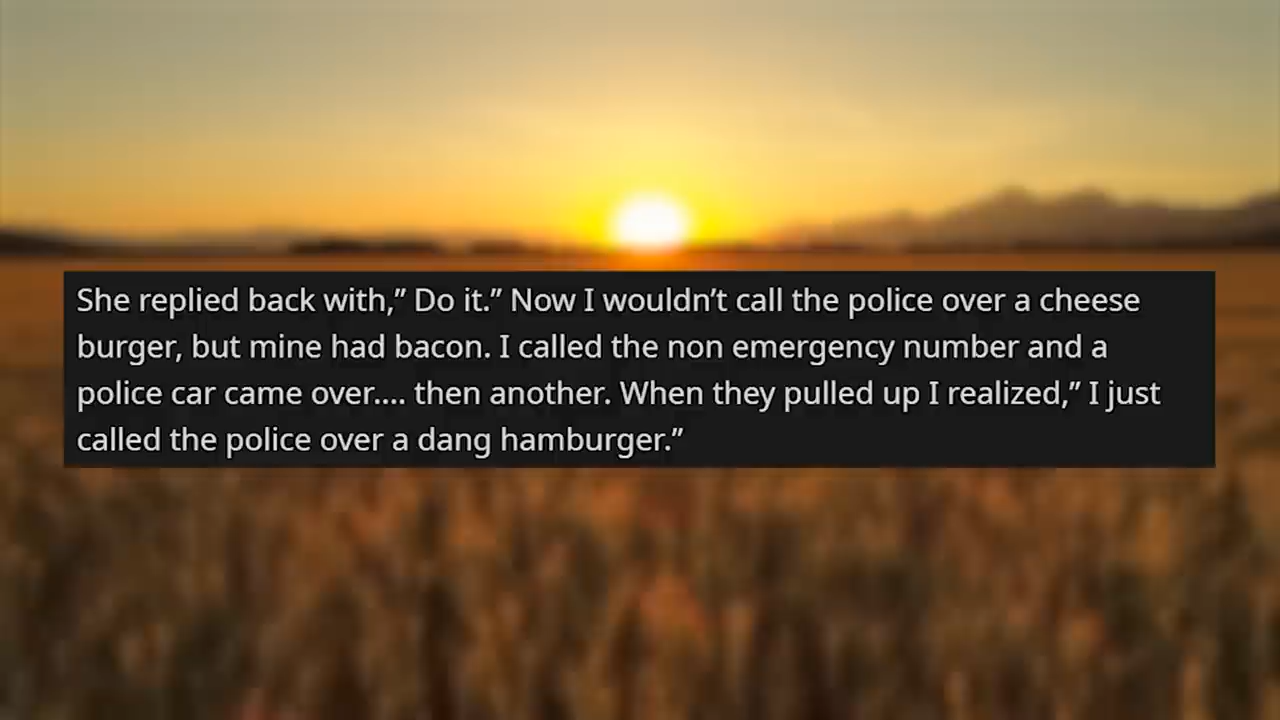 She replied back with,” Do it.” Now I wouldn’t call the police over a cheese
burger, but mine had bacon. I called the non emergency number and a
police car came over.... then another. When they pulled up I realized,” I just
called the police over a dang hamburger.”